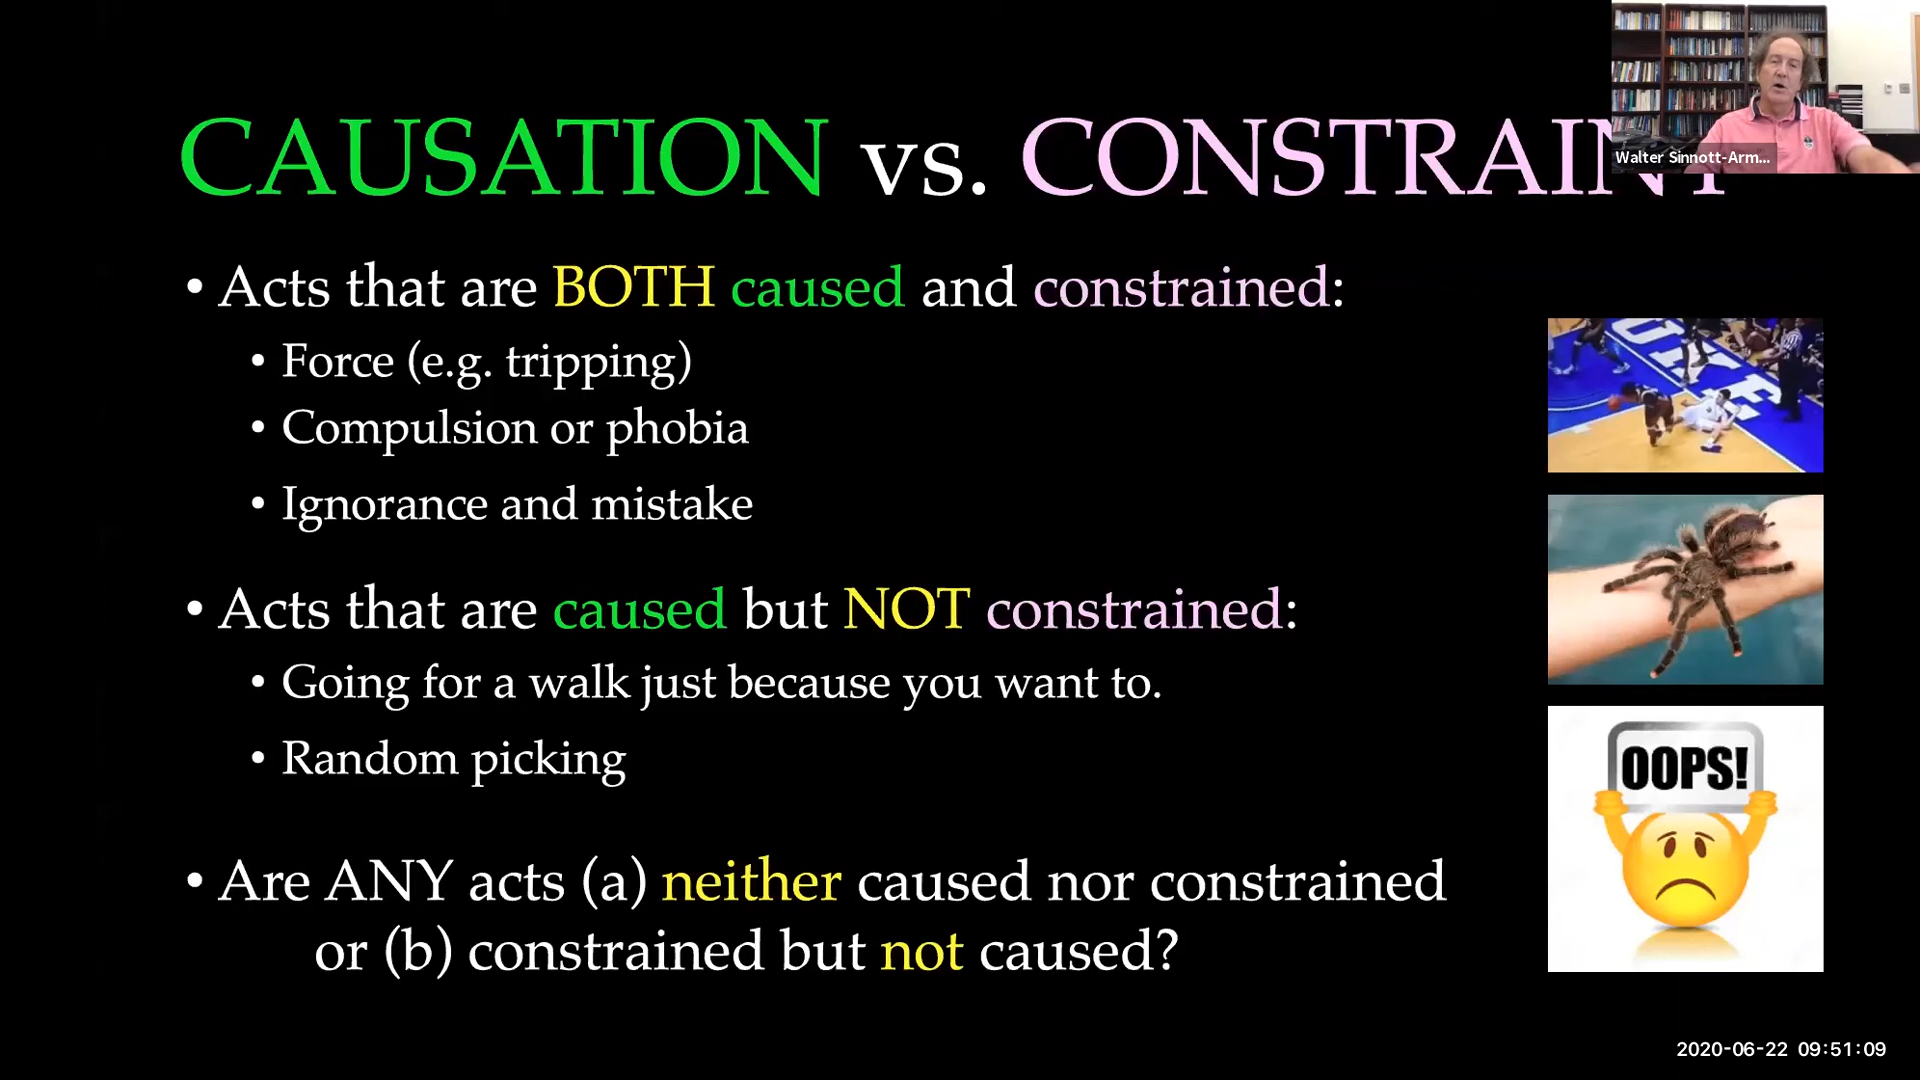 CAUSATION vs. CONSTRAINT
Walter Sinnott-Arm...
• Acts that are BOTH caused and constrained:
• Force (e.g. tripping)
• Compulsion or phobia
• Ignorance and mistake
• Acts that are caused but NOT constrained:
• Going for a walk just because you want to.
• Random picking
• Are ANY acts (a) neither caused nor constrained
or (b) constrained but not caused?
DUKE
OOPS!
2020-06-22 09:51:09